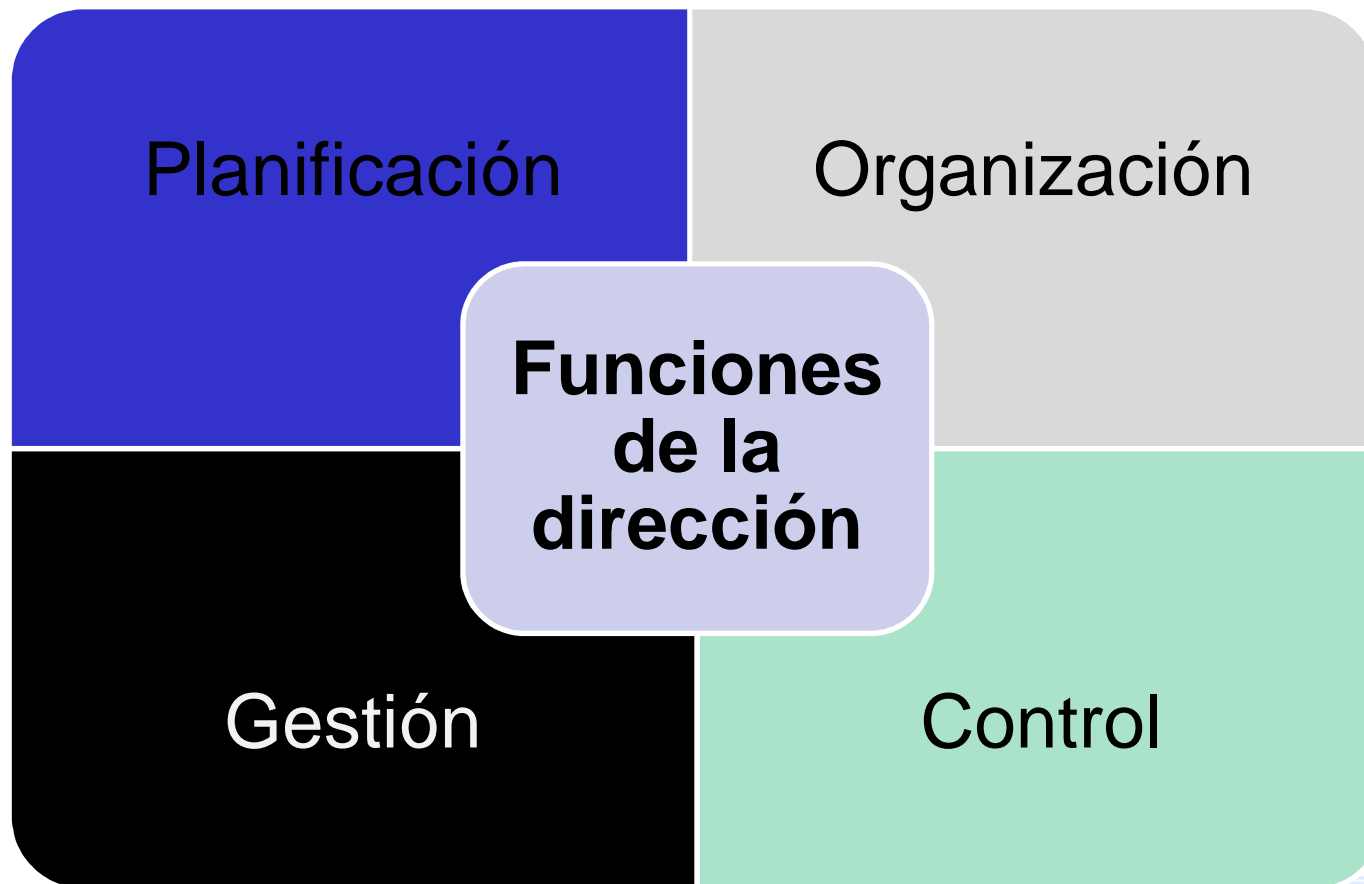 Planificación
Organización
Funciones
de la
dirección
Gestión
Control